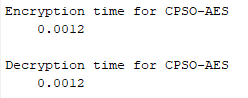 Encryption time for CPSO-AES
0.0012
Decryption time for CPSO-AES
0.0012